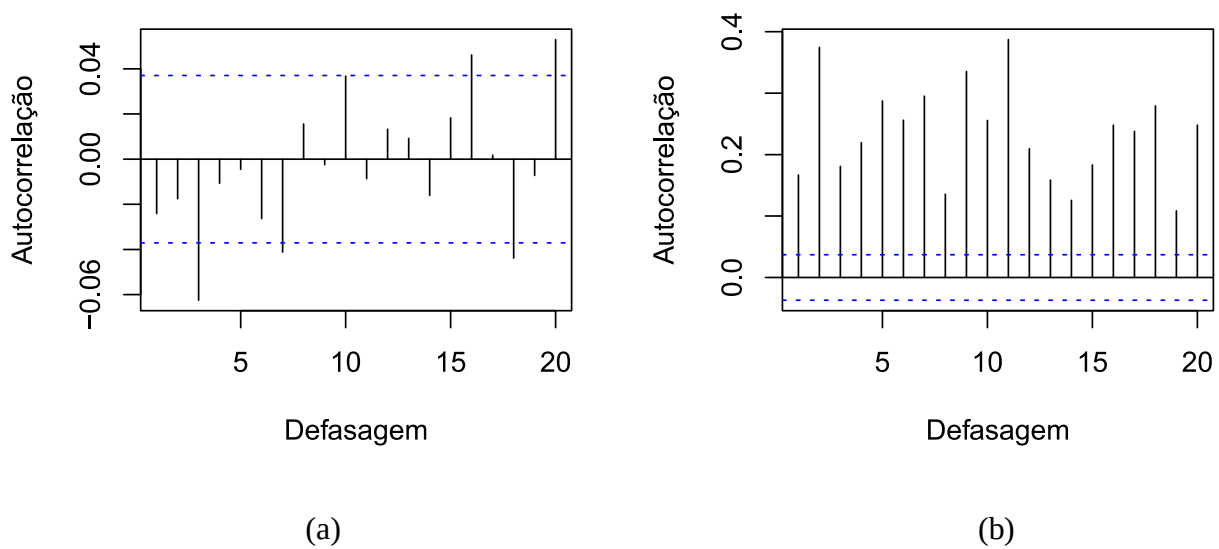 Autocorrelação
0.04
0.00
−0.06
5 10 15 20
Defasagem
(a)
Autocorrelação
0.4
0.2
0.0
5 10 15 20
Defasagem
(b)